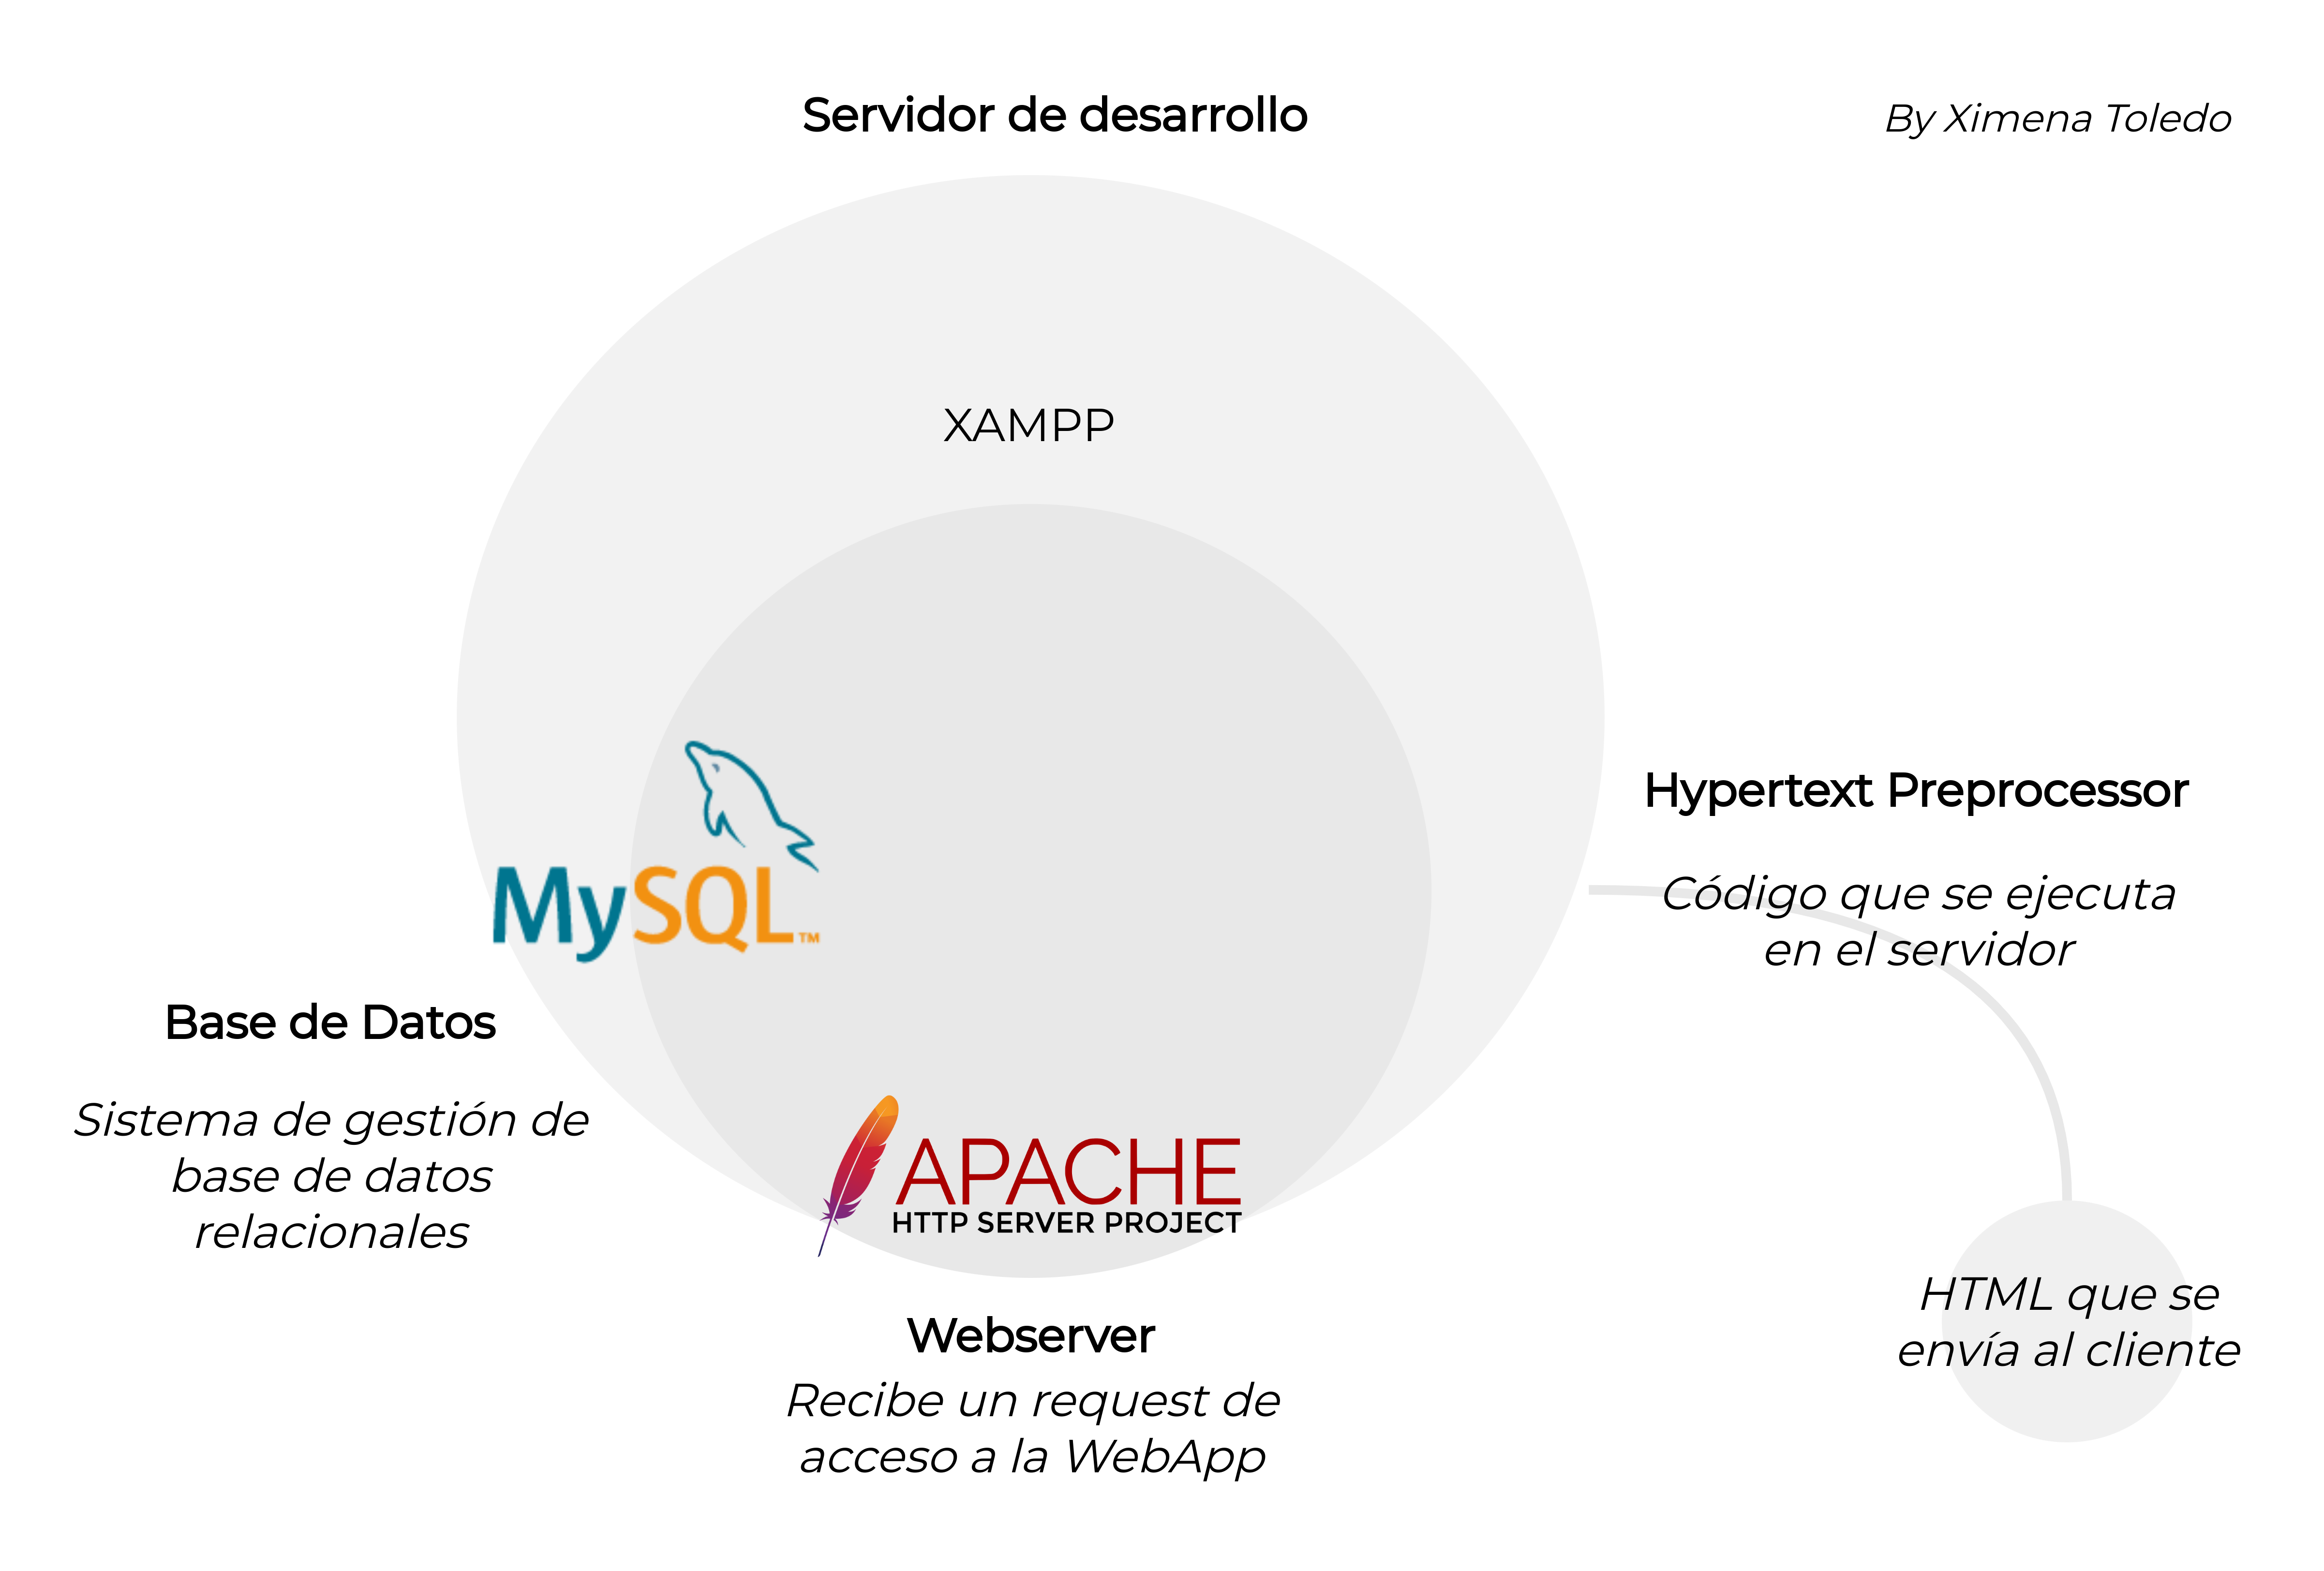 Servidor de desarrollo
By Ximena Toledo
XAMPP
MySQL™
Hypertext Preprocessor
Código que se ejecuta
en el servidor
Base de Datos
Sistema de gestión de
base de datos
relacionales
APACHE
HTTP SERVER PROJECT
Webserver
Recibe un request de
acceso a la WebApp
HTML que se
envía al cliente